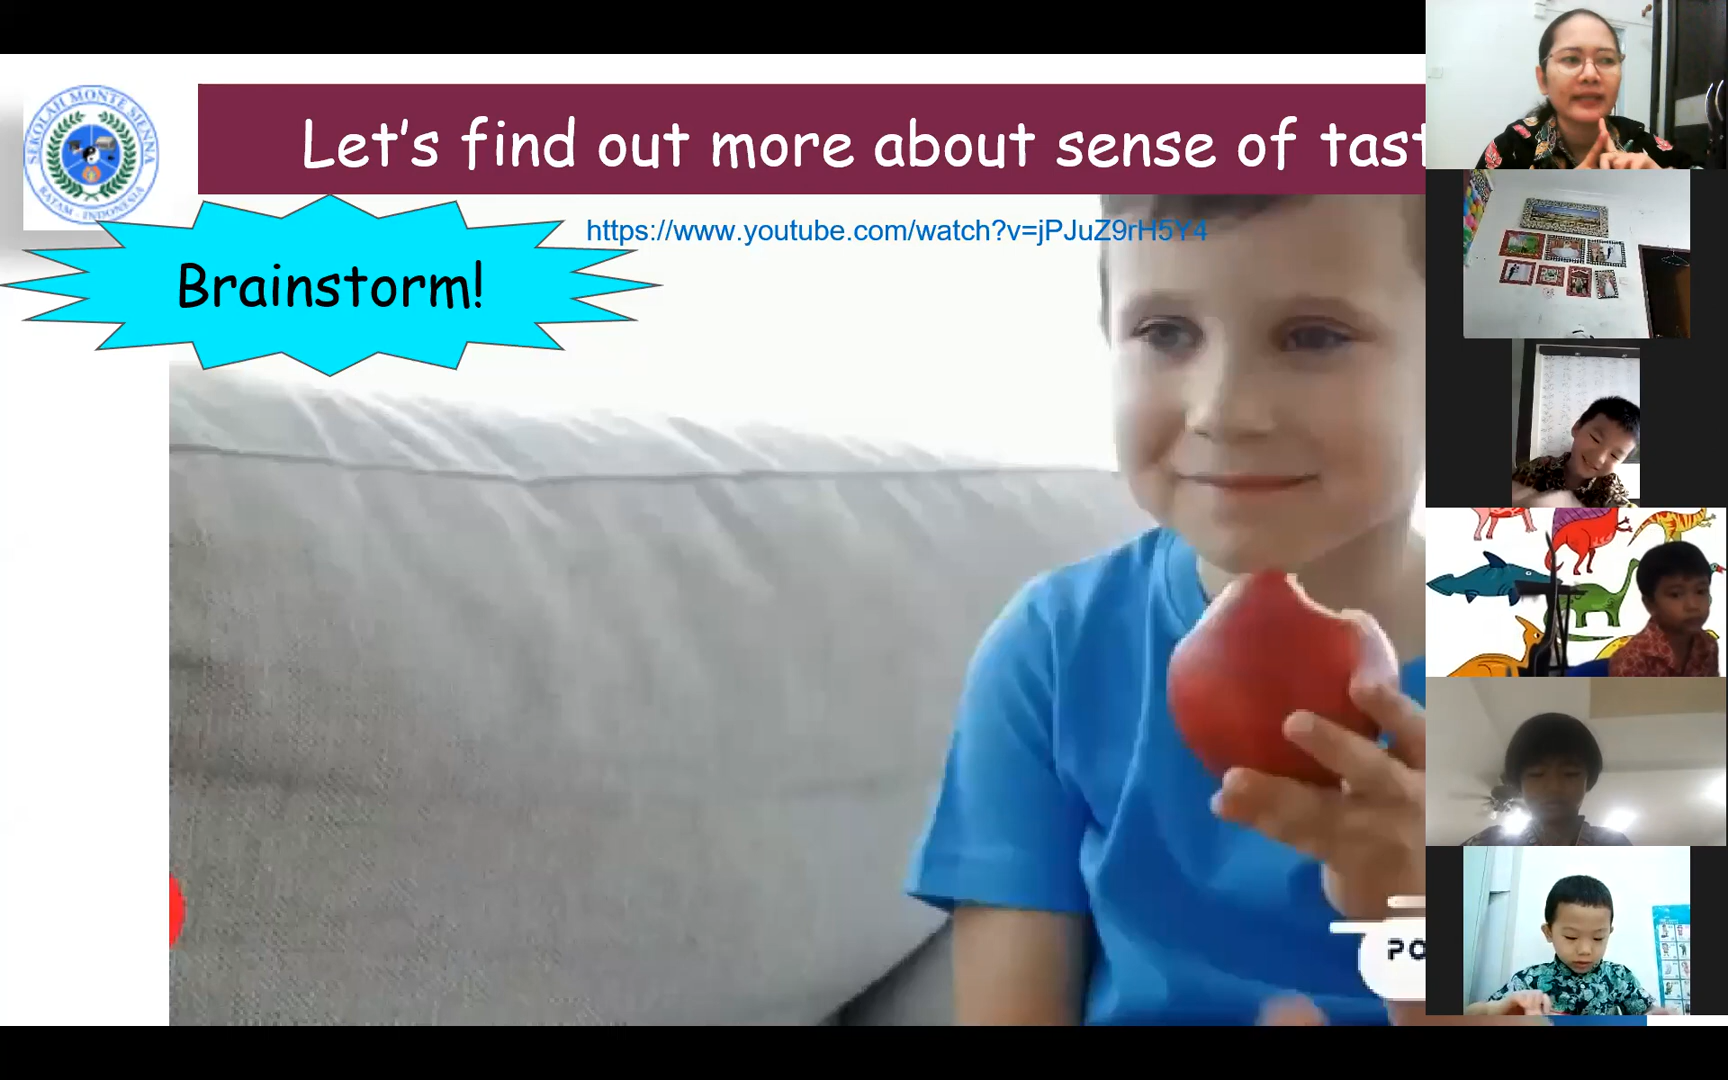 Let's find out more about sense of tast
SEKOLAH MONTE SIENNA
BATAM - INDONESIA
https://www.youtube.com/watch?v=jPJuZ9rH5Y4
Brainstorm!
PO